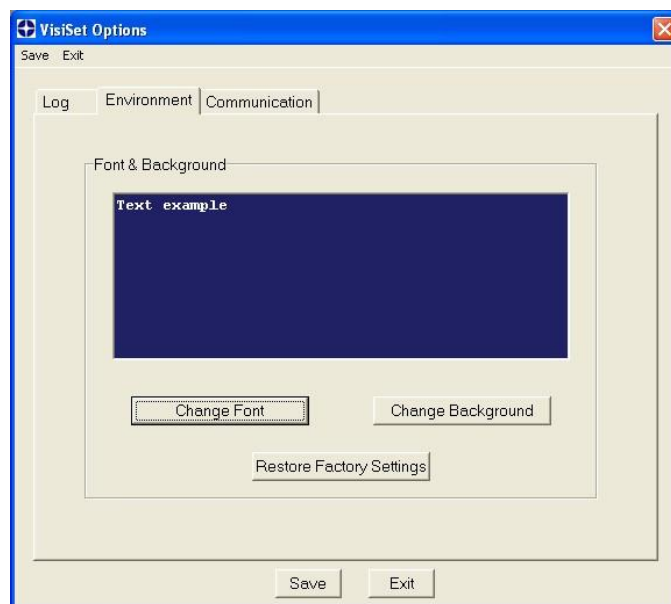 VisiSet Options
Save Exit
Log Environment Communication
Font & Background
Text example
Change Font Change Background
Restore Factory Settings
Save Exit